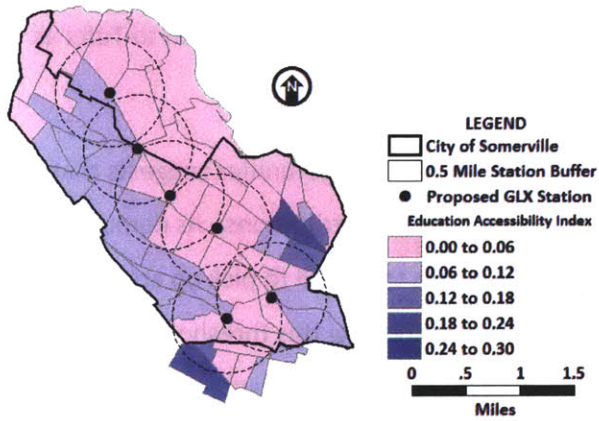 N
LEGEND
City of Somerville
0.5 Mile Station Buffer
Proposed GLX Station
Education Accessibility Index
0.00 to 0.06
0.06 to 0.12
0.12 to 0.18
0.18 to 0.24
0.24 to 0.30
0 .5 1 1.5
Miles